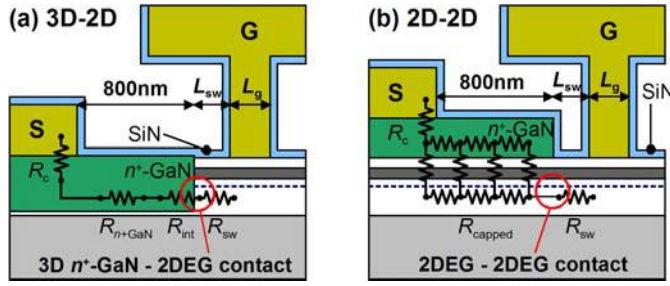 (a) 3D-2D
G
800nm
Lsw
Lg
S
SiN
Rc
n+-GaN
Rn+GaN
Rint
Rsw
3D n+-GaN - 2DEG contact
(b) 2D-2D
G
800nm
Lsw
Lg
S
SiN
Rc
n+-GaN
Rcapped
Rsw
2DEG - 2DEG contact